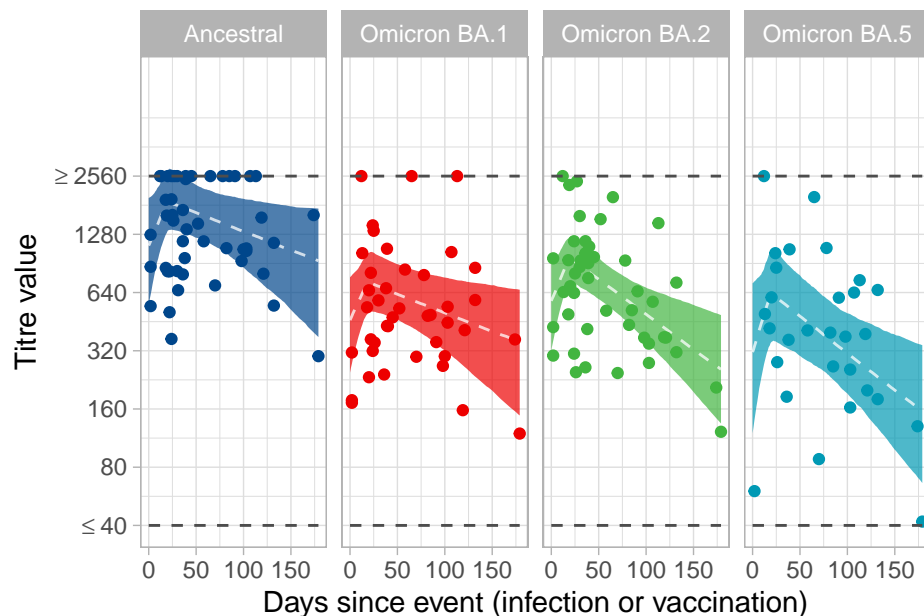 Ancestral
Omicron BA.1
Omicron BA.2
Omicron BA.5
Titre value
≥ 2560
1280
640
320
160
80
≤ 40
0 50 100 150
0 50 100 150
0 50 100 150
0 50 100 150
Days since event (infection or vaccination)